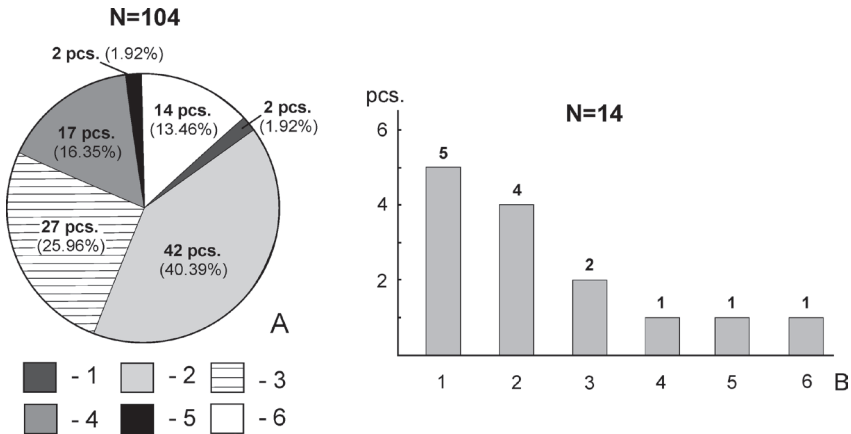 N=104
2 pcs. (1.92%)
14 pcs.
(13.46%)
2 pcs.
(1.92%)
17 pcs.
(16.35%)
27 pcs.
(25.96%)
42 pcs.
(40.39%)
A
- 1
- 2
- 3
- 4
- 5
- 6
pcs.
N=14
6
4
2
5
4
2
1
1
1
1 2 3 4 5 6 B